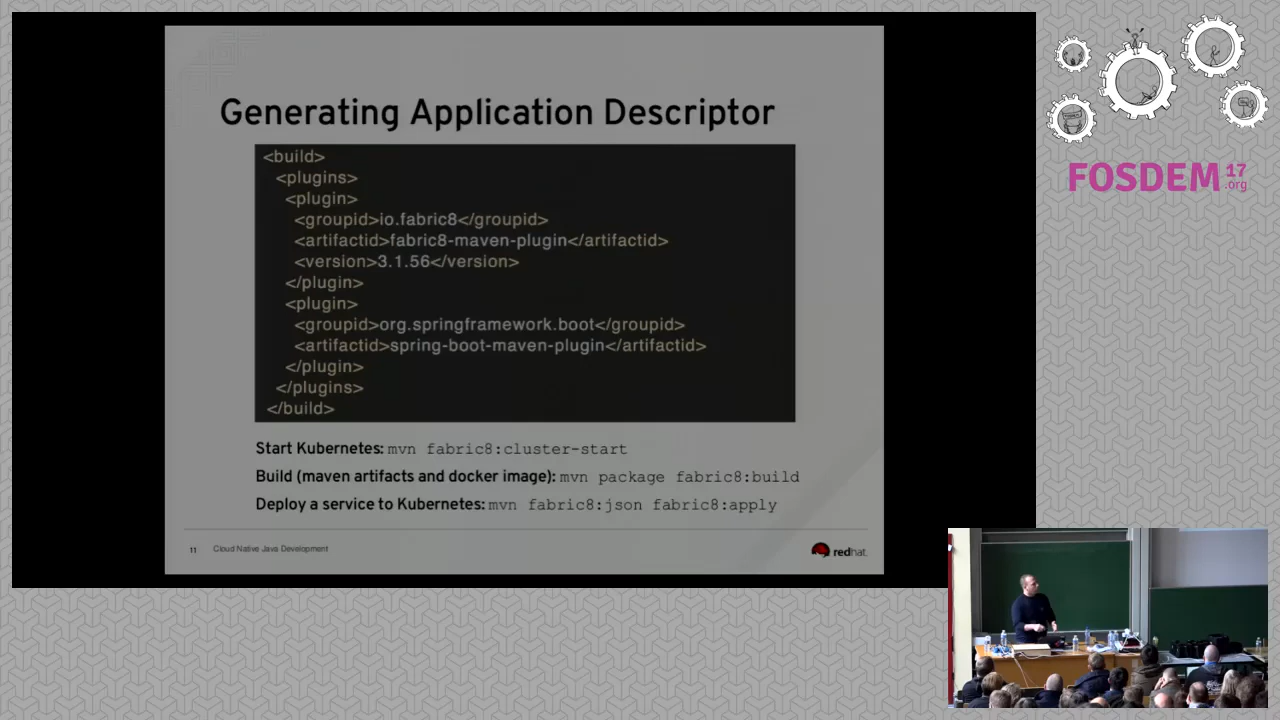 Generating Application Descriptor
<build>
<plugins>
<plugin>
<groupid>io.fabric8</groupid>
<artifactid>fabric8-maven-plugin</artifactid>
<version>3.1.56</version>
</plugin>
<plugin>
<groupid>org.springframework.boot</groupid>
<artifactid>spring-boot-maven-plugin</artifactid>
</plugin>
</plugins>
</build>
Start Kubernetes: mvn fabric8:cluster-start
Build (maven artifacts and docker image): mvn package fabric8:build
Deploy a service to Kubernetes: mvn fabric8:json fabric8:apply
11 Cloud Native Java Development
redhat.
FOSDEM 17
.org